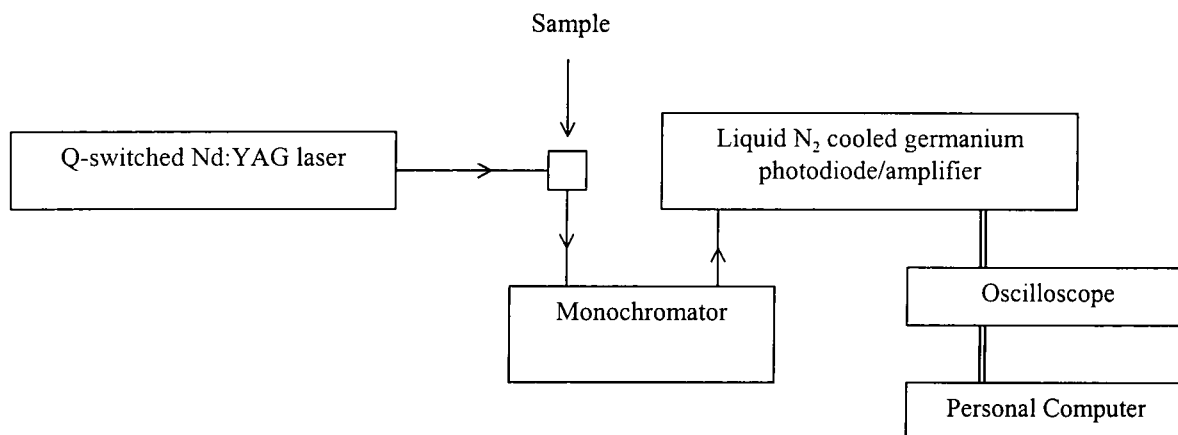 Sample
Q-switched Nd:YAG laser
Liquid N₂ cooled germanium
photodiode/amplifier
Monochromator
Oscilloscope
Personal Computer